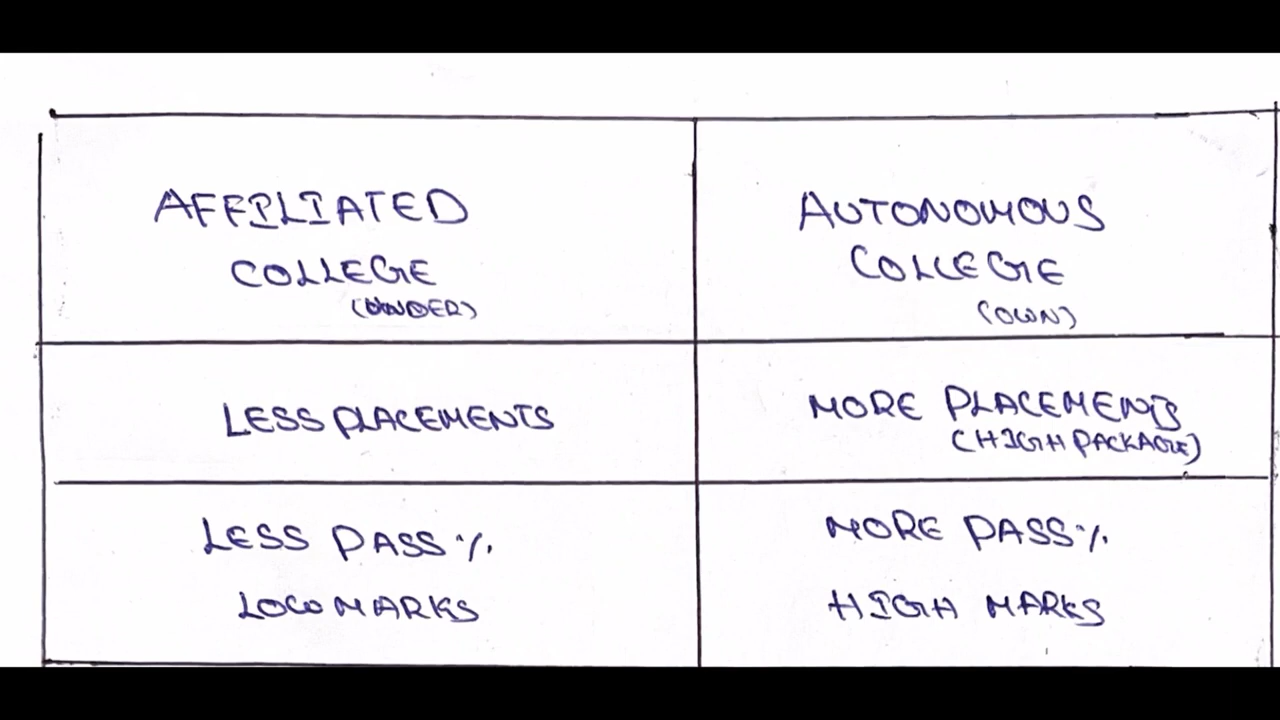 AFFILIATED
COLLEGE
(UNDER)
AUTONOMOUS
COLLEGE
(OWN)
LESS PLACEMENTS
MORE PLACEMENTS
(HIGH PACKAGE)
LESS PASS %
LOW MARKS
MORE PASS %
HIGH MARKS